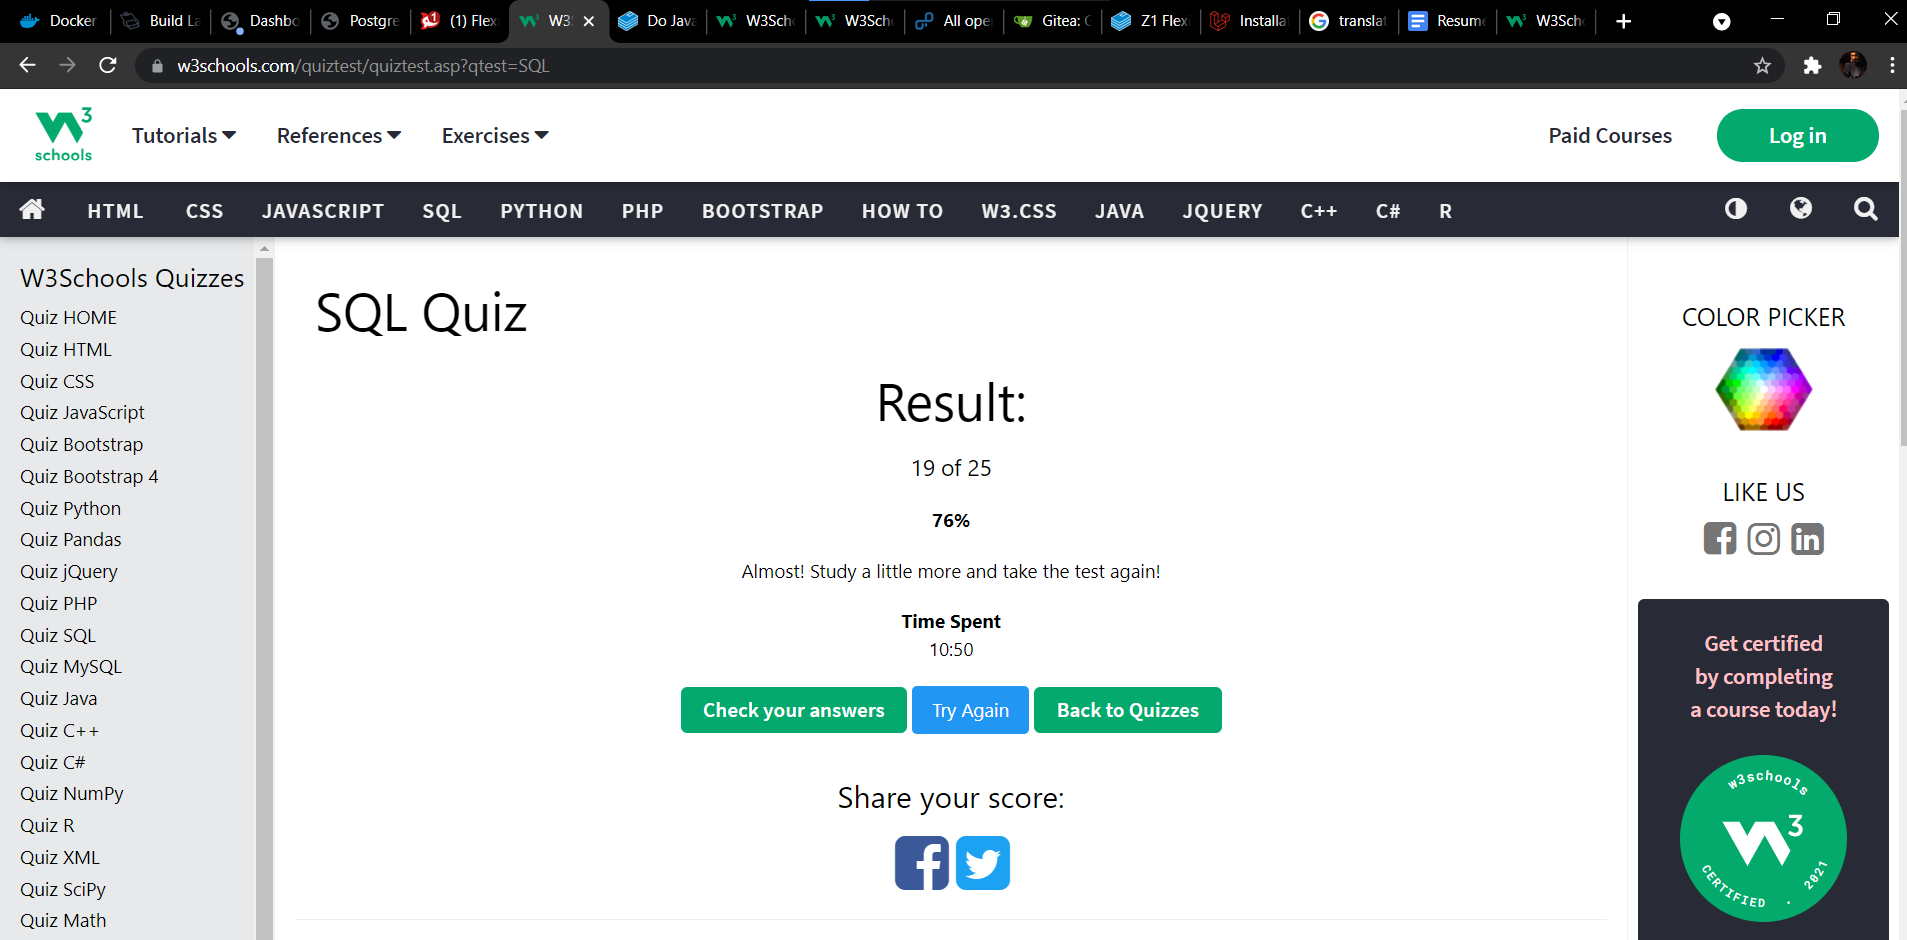 Docker
Build La
Dashbo
Postgre
(1) Flex
W3
Do Java
W3Sch
W3Sch
All ope
Gitea: G
Z1 Flex
Installa
translat
Resume
W3Sch
w3schools.com/quiztest/quiztest.asp?qtest=SQL
schools
Tutorials
References
Exercises
Paid Courses
Log in
HTML
CSS
JAVASCRIPT
SQL
PYTHON
PHP
BOOTSTRAP
HOW TO
W3.CSS
JAVA
JQUERY
C++
C#
R
W3Schools Quizzes
Quiz HOME
Quiz HTML
Quiz CSS
Quiz JavaScript
Quiz Bootstrap
Quiz Bootstrap 4
Quiz Python
Quiz Pandas
Quiz jQuery
Quiz PHP
Quiz SQL
Quiz MySQL
Quiz Java
Quiz C++
Quiz C#
Quiz NumPy
Quiz R
Quiz XML
Quiz SciPy
Quiz Math
SQL Quiz
Result:
19 of 25
76%
Almost! Study a little more and take the test again!
Time Spent
10:50
Check your answers
Try Again
Back to Quizzes
Share your score:
COLOR PICKER
LIKE US
Get certified
by completing
a course today!
w3schools
W3
CERTIFIED . 2021